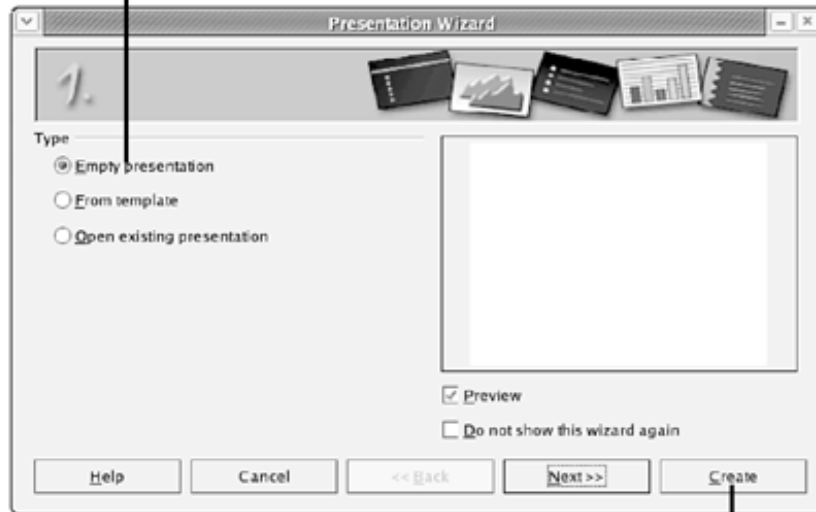 Presentation Wizard
1.
Type
Empty presentation
From template
Open existing presentation
Preview
Do not show this wizard again
Help Cancel << Back Next >> Create